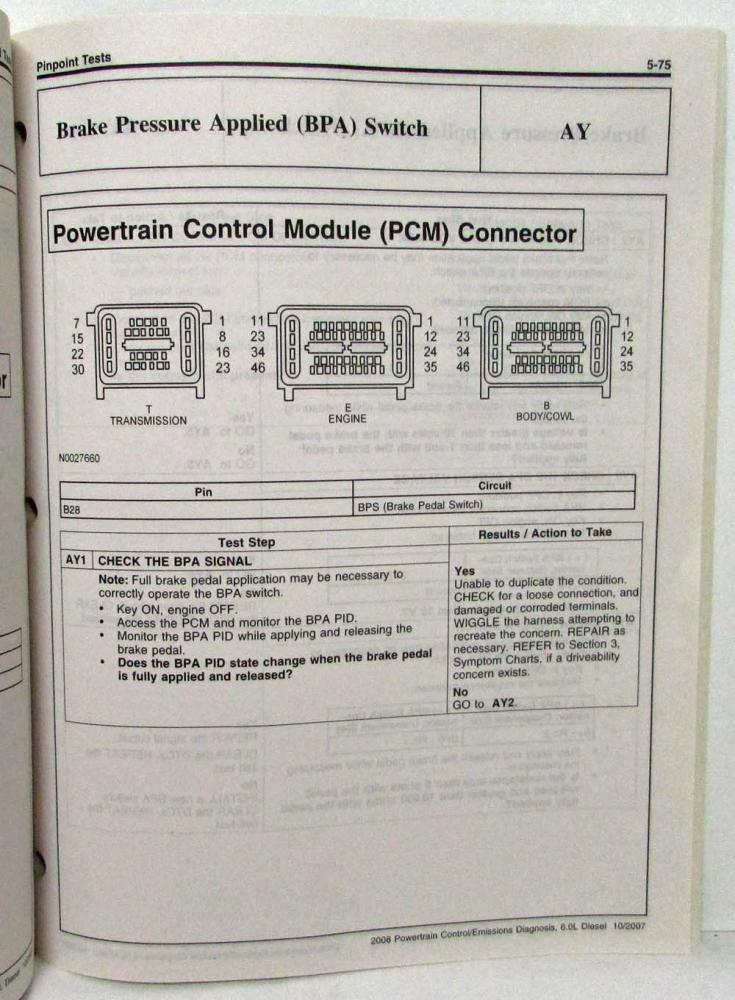 Pinpoint Tests 5-75
Brake Pressure Applied (BPA) Switch AY
Powertrain Control Module (PCM) Connector
7 1 11 1 11 1
15 8 23 12 23 12
22 16 34 24 34 24
30 23 46 35 46 35
T E B
TRANSMISSION ENGINE BODY/COWL
N0027660
Pin Circuit
B28 BPS (Brake Pedal Switch)
Test Step Results / Action to Take
AY1 CHECK THE BPA SIGNAL
Note: Full brake pedal application may be necessary to
correctly operate the BPA switch.
• Key ON, engine OFF.
• Access the PCM and monitor the BPA PID.
• Monitor the BPA PID while applying and releasing the
brake pedal.
• Does the BPA PID state change when the brake pedal
is fully applied and released?
Yes
Unable to duplicate the condition.
CHECK for a loose connection, and
damaged or corroded terminals.
WIGGLE the harness attempting to
recreate the concern. REPAIR as
necessary. REFER to Section 3,
Symptom Charts, if a driveability
concern exists.
No
GO to AY2.
2008 Powertrain Control/Emissions Diagnosis, 6.0L Diesel 10/2007